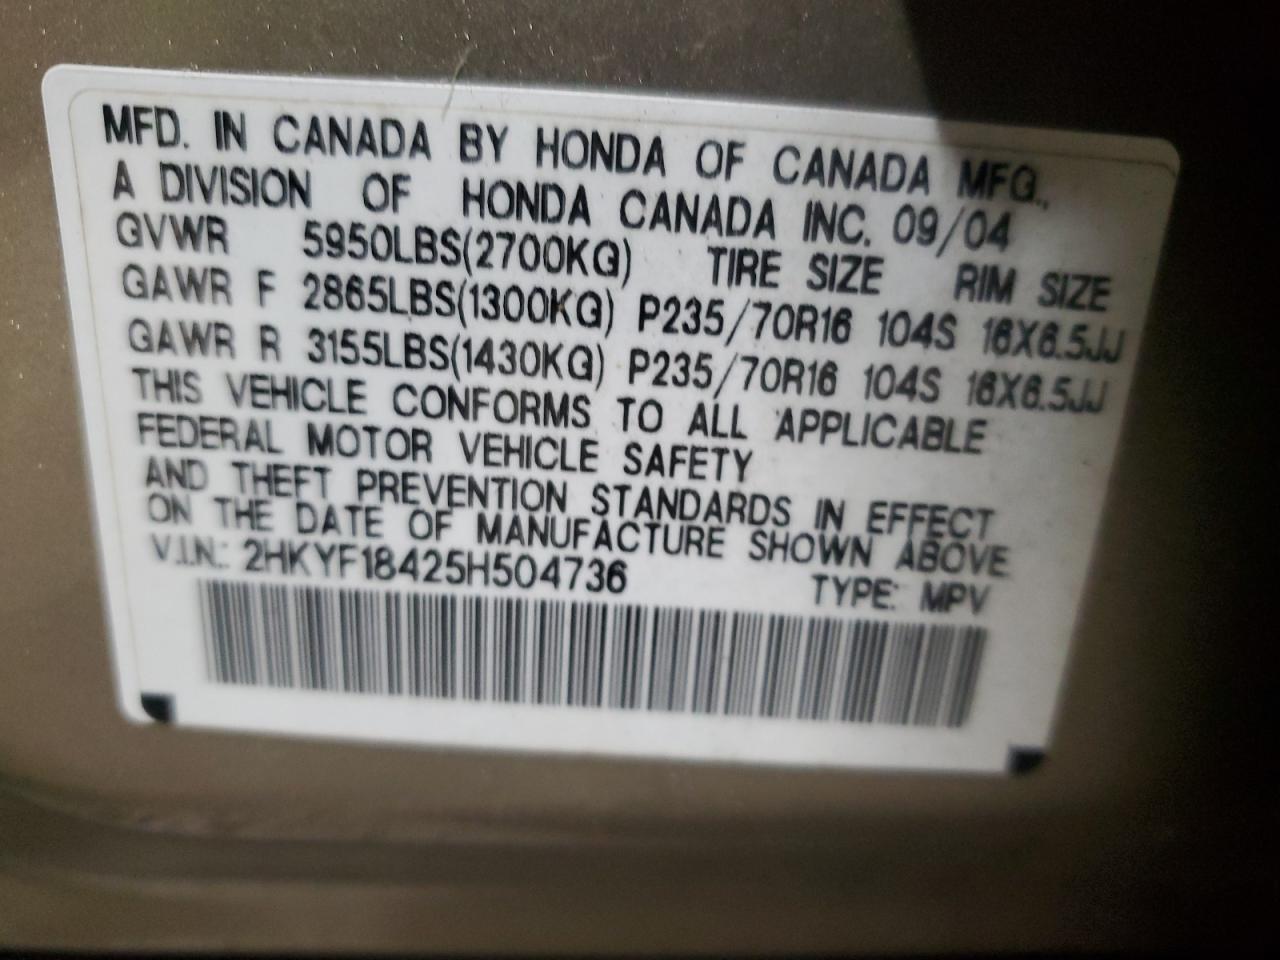 MFD. IN CANADA BY HONDA OF CANADA MFG.,
A DIVISION OF HONDA CANADA INC. 09/04
GVWR 5950LBS(2700KG) TIRE SIZE RIM SIZE
GAWR F 2865LBS(1300KG) P235/70R16 104S 16X6.5JJ
GAWR R 3155LBS(1430KG) P235/70R16 104S 16X6.5JJ
THIS VEHICLE CONFORMS TO ALL APPLICABLE
FEDERAL MOTOR VEHICLE SAFETY
AND THEFT PREVENTION STANDARDS IN EFFECT
ON THE DATE OF MANUFACTURE SHOWN ABOVE
V.I.N.: 2HKYF18425H504736 TYPE: MPV